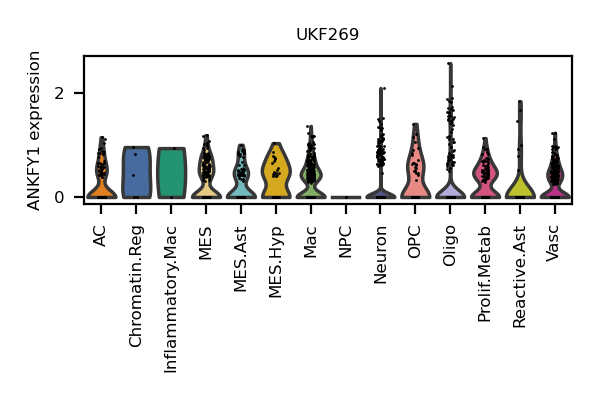 UKF269
ANKFY1 expression
2
0
AC
Chromatin.Reg
Inflammatory.Mac
MES
MES.Ast
MES.Hyp
Mac
NPC
Neuron
OPC
Oligo
Prolif.Metab
Reactive.Ast
Vasc